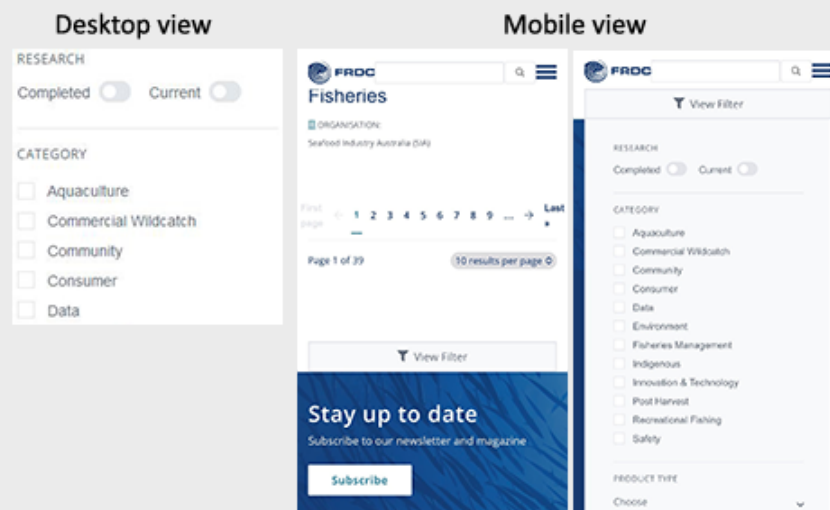 Desktop view
Mobile view
RESEARCH
Completed Current
CATEGORY
Aquaculture
Commercial Wildcatch
Community
Consumer
Data
FRDC
Fisheries
ORGANISATION:
Seafood Industry Australia (SIA)
First page ← 1 2 3 4 5 6 7 8 9 ... → Last »
Page 1 of 39 10 results per page
View Filter
Stay up to date
Subscribe to our newsletter and magazine
Subscribe
FRDC
View Filter
RESEARCH
Completed Current
CATEGORY
Aquaculture
Commercial Wildcatch
Community
Consumer
Data
Environment
Fisheries Management
Indigenous
Innovation & Technology
Post Harvest
Recreational Fishing
Safety
PRODUCT TYPE
Choose